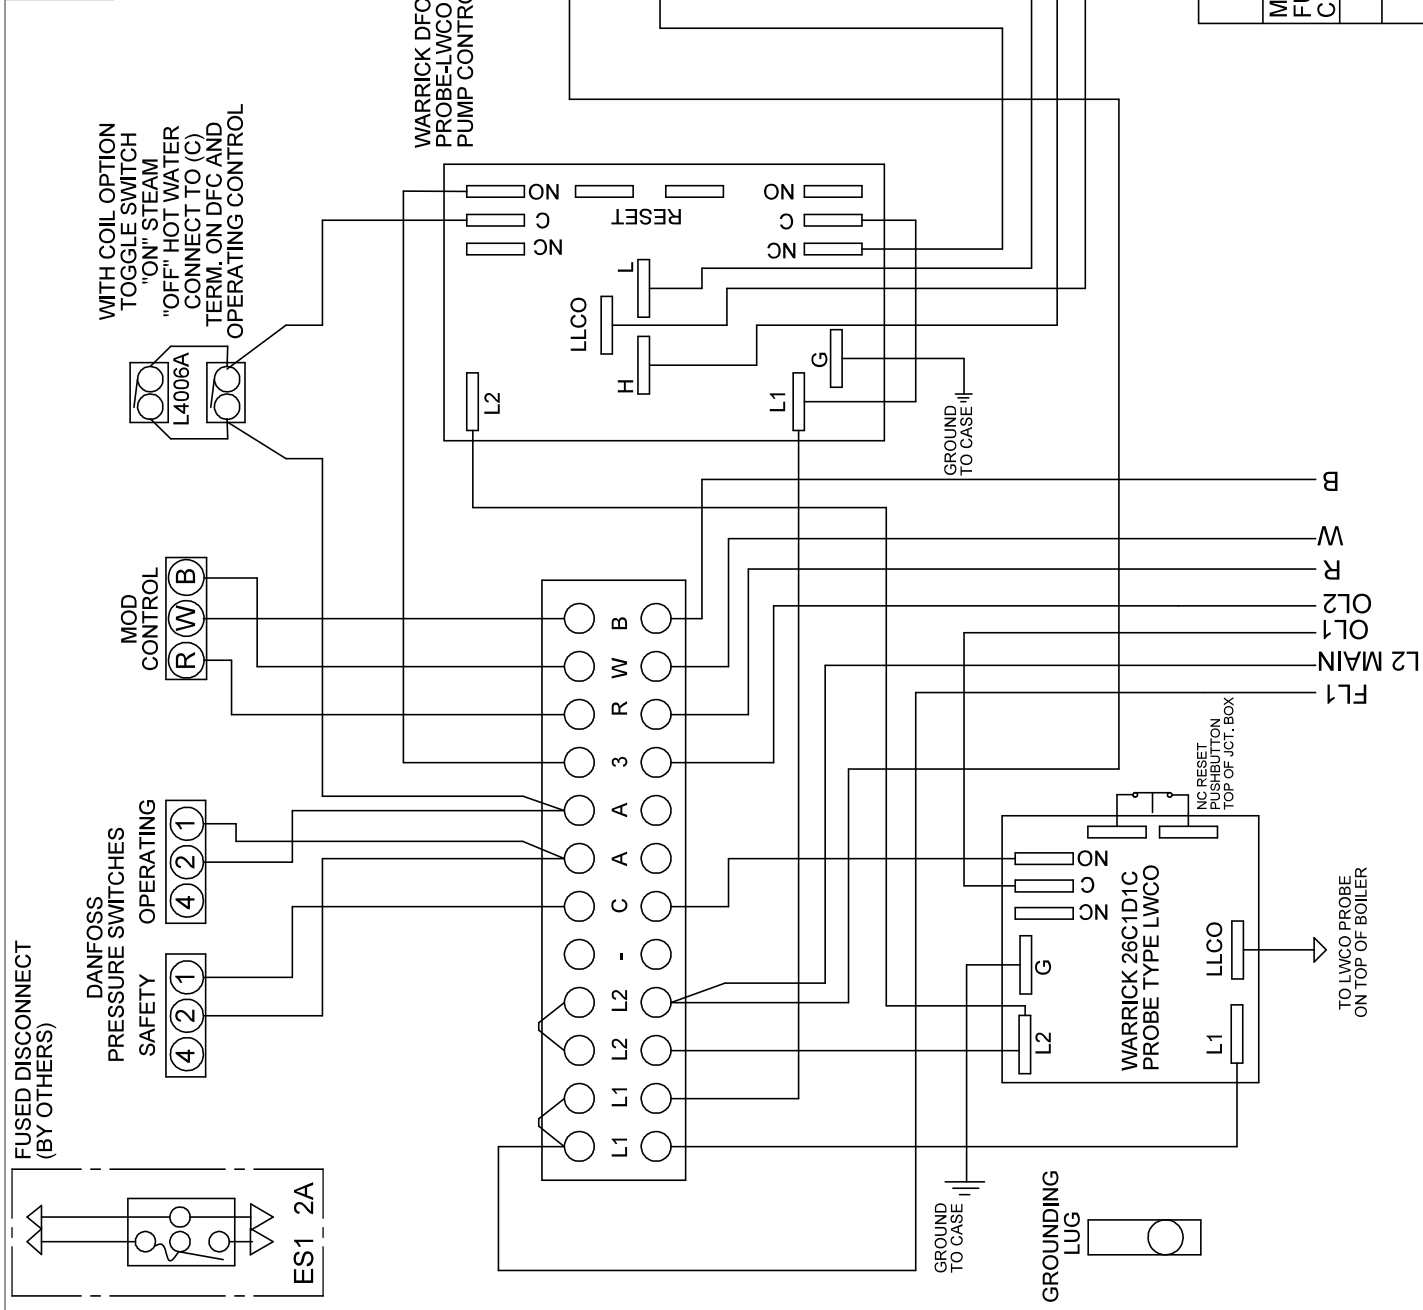 FUSED DISCONNECT
(BY OTHERS)
ES1 2A
DANFOSS
PRESSURE SWITCHES
SAFETY
4
2
1
OPERATING
4
2
1
MOD
CONTROL
R
W
B
L4006A
WITH COIL OPTION
TOGGLE SWITCH
"ON" STEAM
"OFF" HOT WATER
CONNECT TO (C)
TERM. ON DFC AND
OPERATING CONTROL
WARRICK DFC
PROBE-LWCO
PUMP CONTRO
NO
C
NC
RESET
NO
C
NC
L
LLCO
H
L2
L1
G
GROUND
TO CASE
L1
L1
L2
L2
-
C
A
A
3
R
W
B
B
W
R
OL2
OL1
L2 MAIN
FL1
NC RESET
PUSHBUTTON
TOP OF JCT. BOX
NO
C
NC
G
L2
WARRICK 26C1D1C
PROBE TYPE LWCO
LLCO
L1
TO LWCO PROBE
ON TOP OF BOILER
GROUND
TO CASE
GROUNDING
LUG
M
FU
C